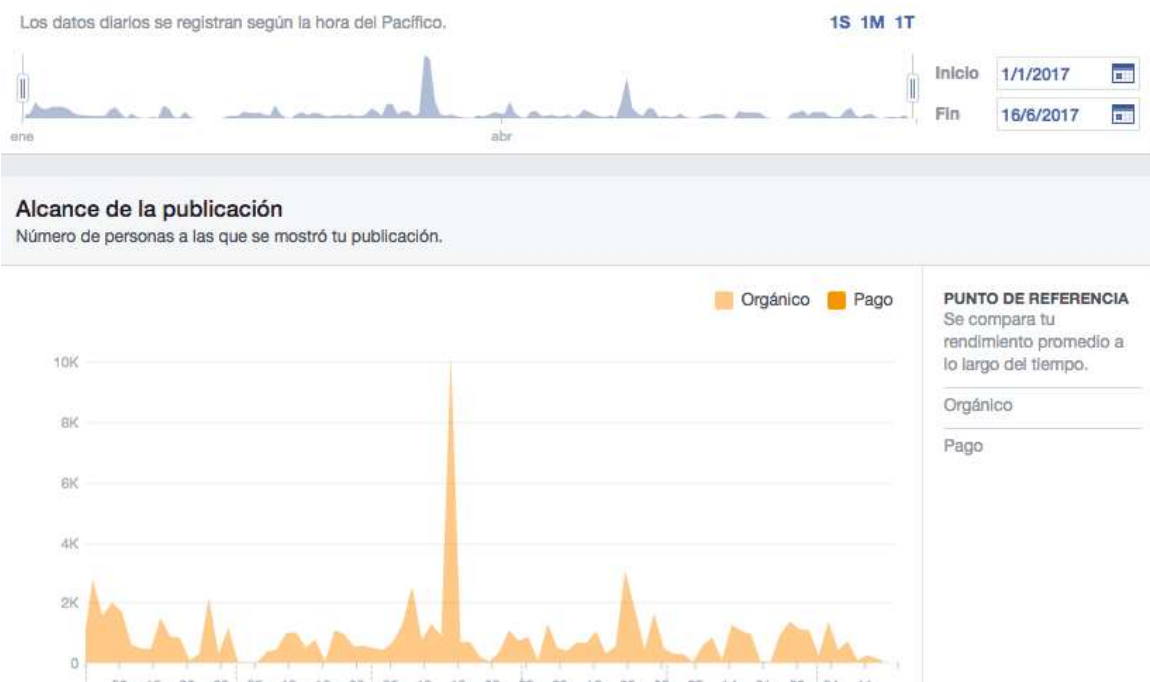 Los datos diarios se registran según la hora del Pacífico.
1S 1M 1T
Inicio 1/1/2017
Fin 16/6/2017
ene abr
Alcance de la publicación
Número de personas a las que se mostró tu publicación.
Orgánico Pago
PUNTO DE REFERENCIA
Se compara tu
rendimiento promedio a
lo largo del tiempo.
Orgánico
Pago
10K
8K
6K
4K
2K
0